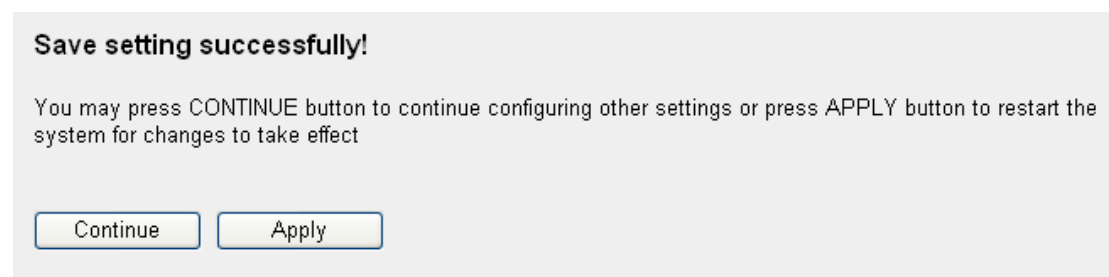 Save setting successfully!
You may press CONTINUE button to continue configuring other settings or press APPLY button to restart the
system for changes to take effect
Continue Apply